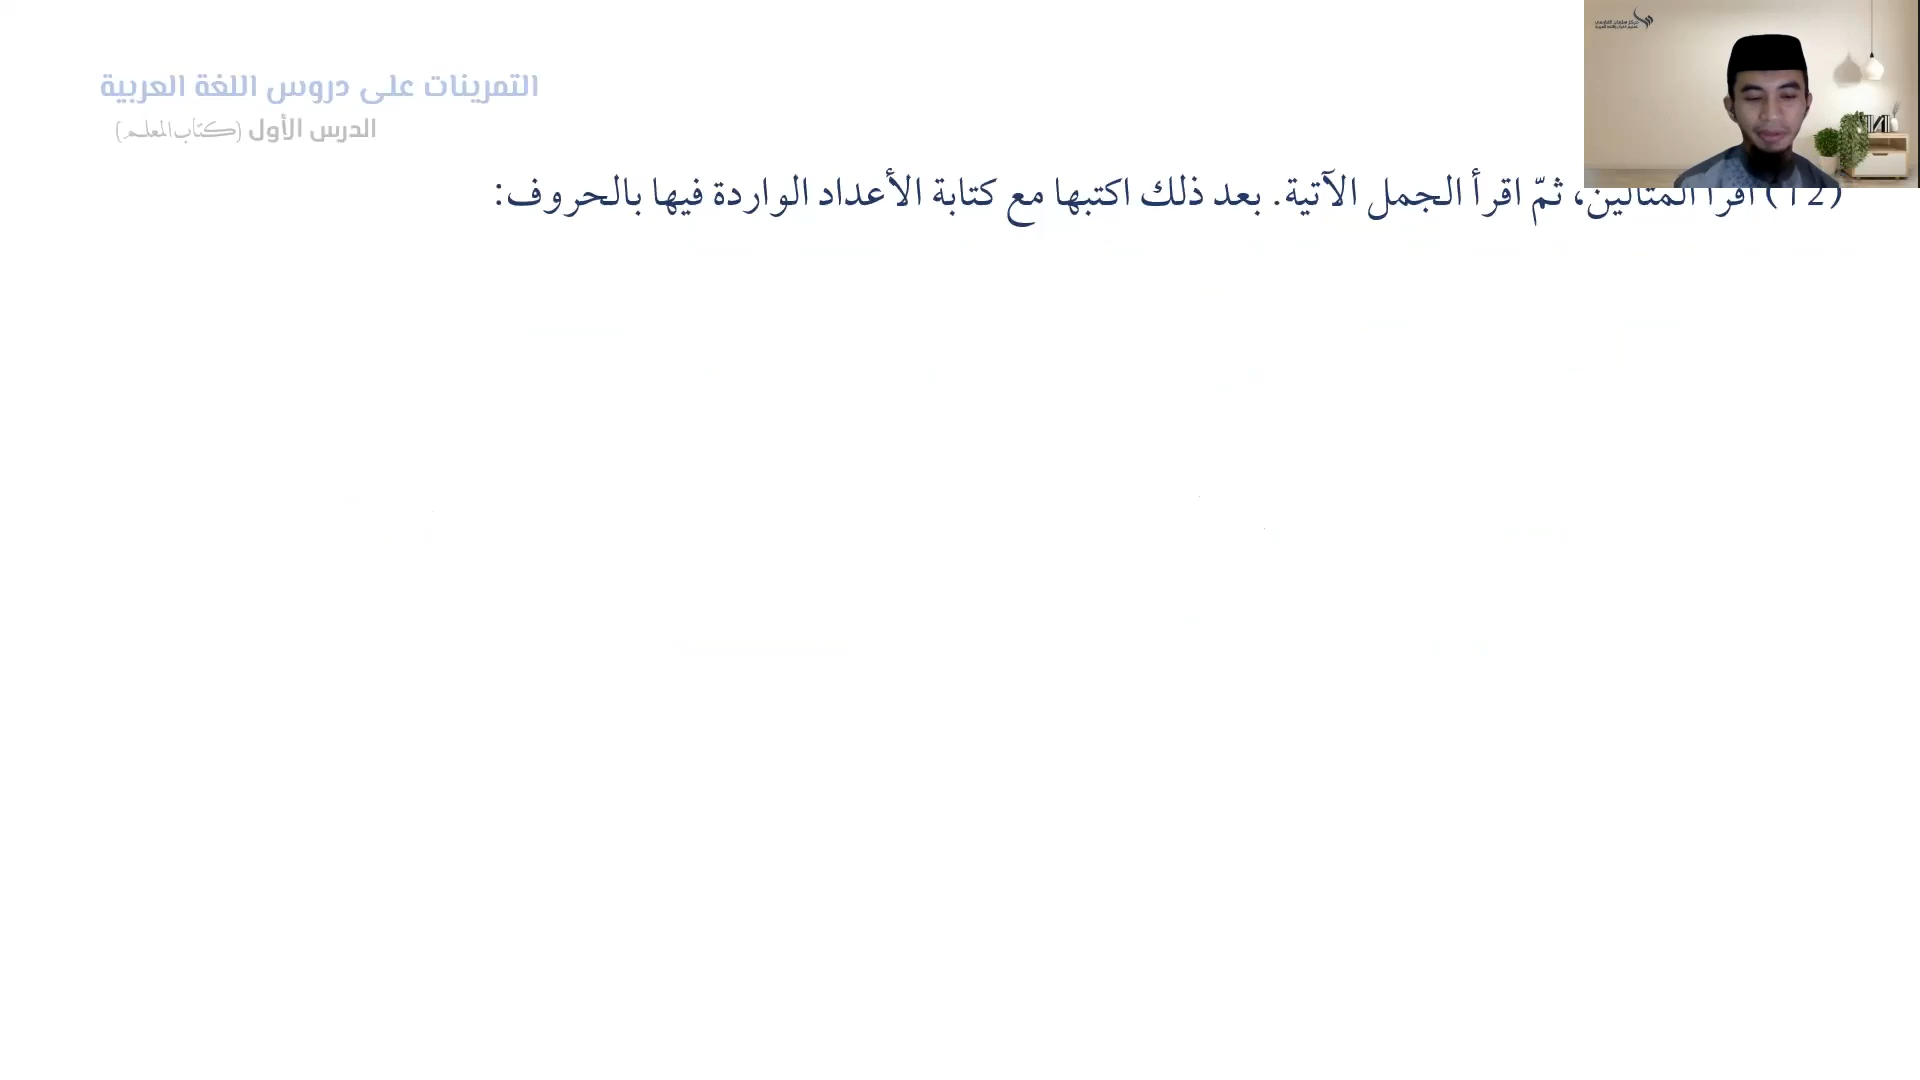 التمرينات على دروس اللغة العربية
الدرس الأول (كتاب المعلم)
(12) اقرأ المثالين، ثمّ اقرأ الجمل الآتية. بعد ذلك اكتبها مع كتابة الأعداد الواردة فيها بالحروف: